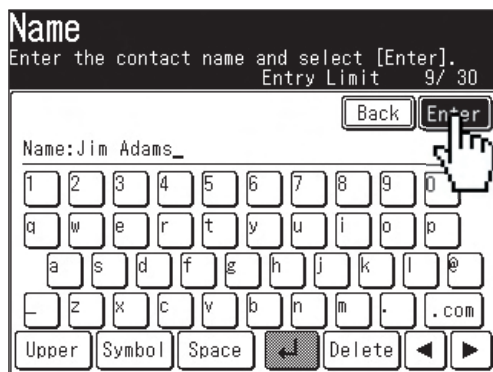 Name
Enter the contact name and select [Enter].
Entry Limit 9/ 30
Back Enter
Name:Jim Adams_
1 2 3 4 5 6 7 8 9 0
q w e r t y u i o p
a s d f g h j k l @
_ z x c v b n m . .com
Upper Symbol Space ↵ Delete ◀ ▶